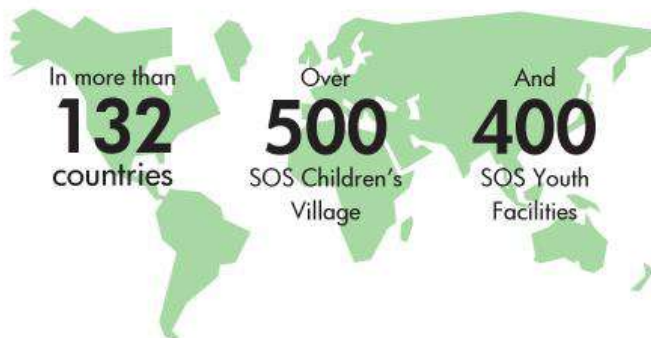 In more than
132
countries
Over
500
SOS Children's
Village
And
400
SOS Youth
Facilities